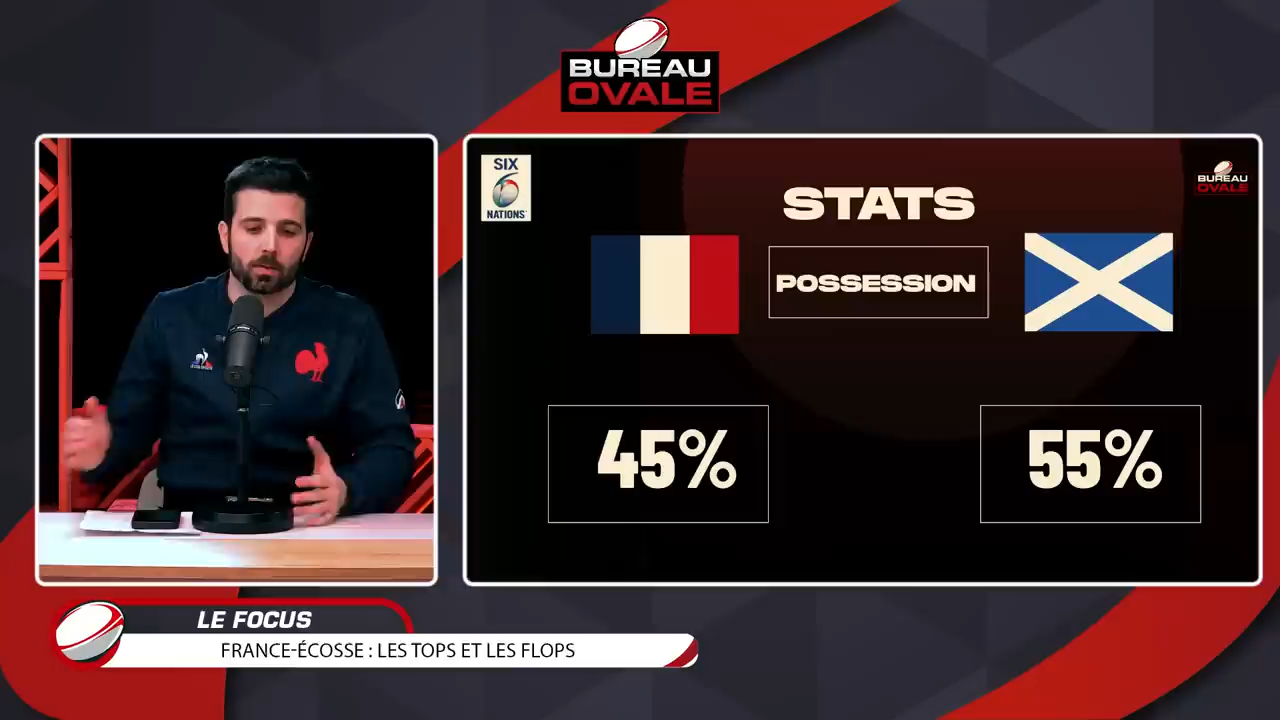 BUREAU
OVALE
SIX
NATIONS
BUREAU
OVALE
STATS
POSSESSION
45%
55%
LE FOCUS
FRANCE-ÉCOSSE : LES TOPS ET LES FLOPS